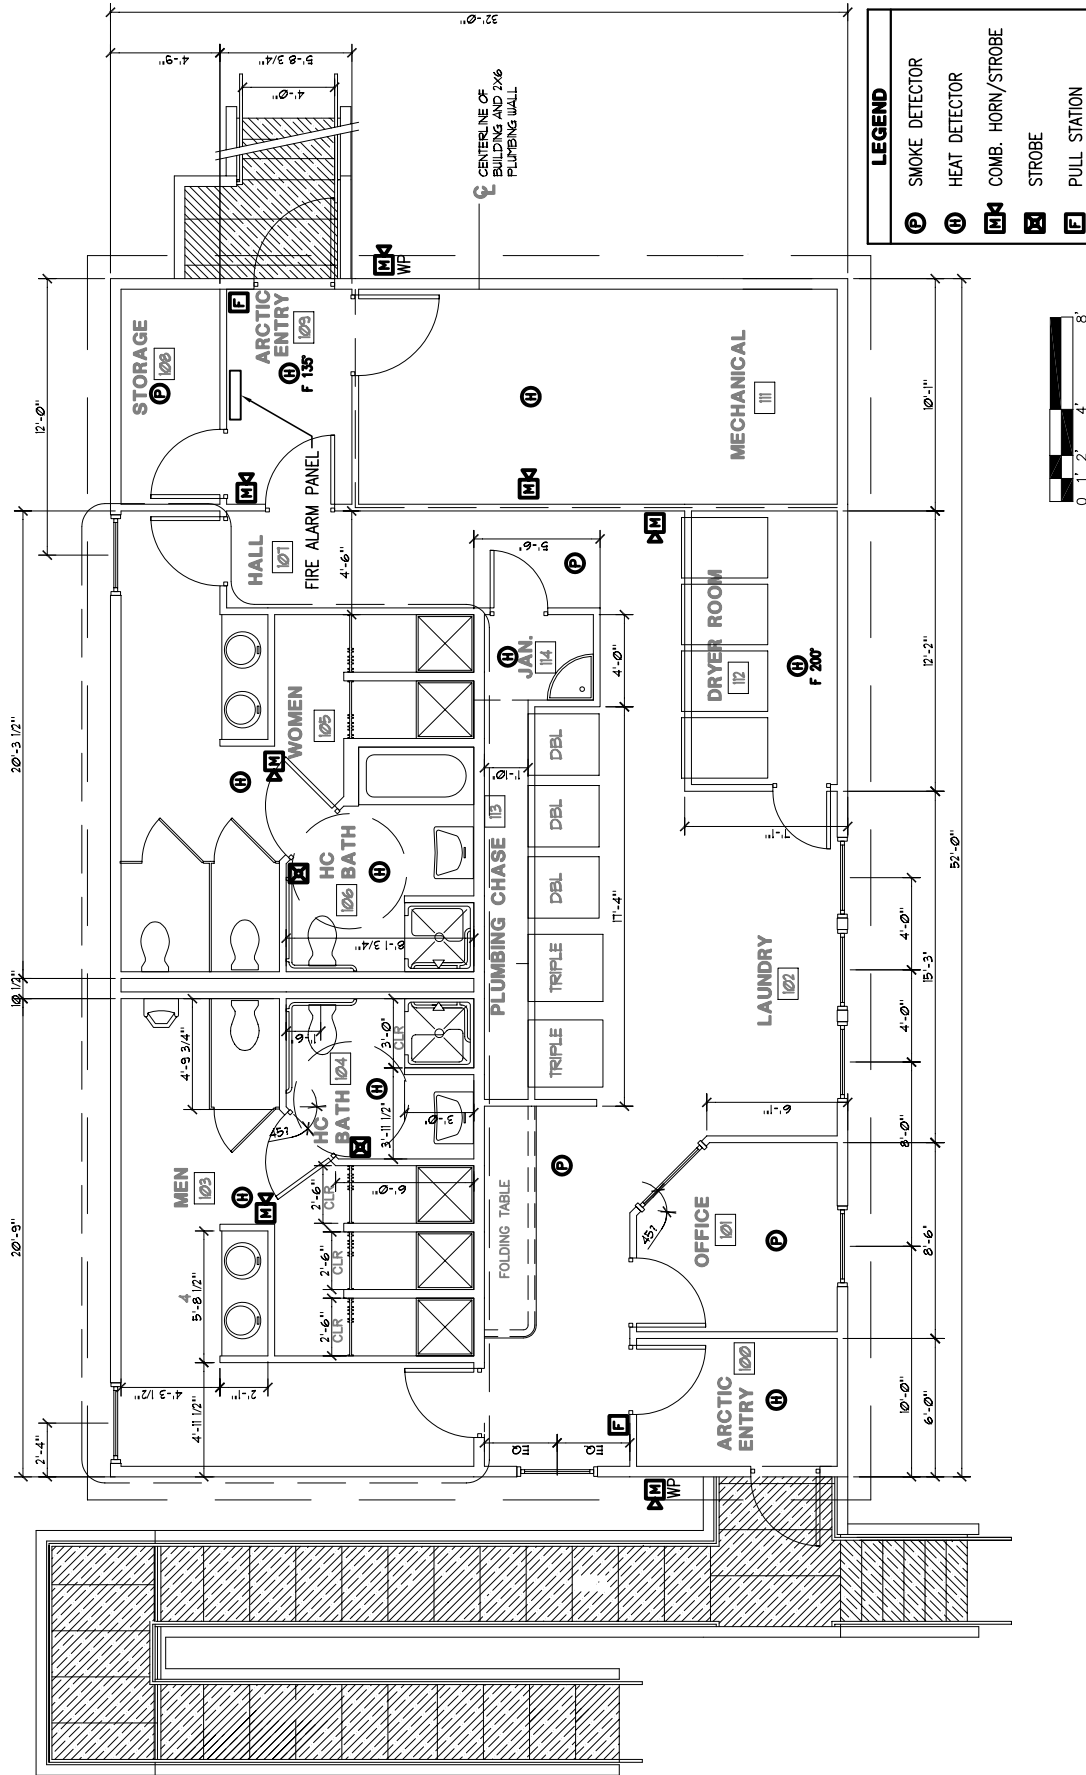 32'-0"
4'-9"
5'-8 3/4"
4'-0"
CENTERLINE OF
BUILDING AND 2X6
PLUMBING WALL
LEGEND
P SMOKE DETECTOR
H HEAT DETECTOR
M COMB. HORN/STROBE
STROBE
F PULL STATION
0 1' 2' 4' 8'
12'-0"
STORAGE
108
P
F
ARCTIC
ENTRY
109
H
F 135°
M
WP
FIRE ALARM PANEL
M
HALL
107
4'-6"
MECHANICAL
111
H
M
10'-1"
20'-3 1/2"
WOMEN
105
H
M
HC
BATH
106
H
8'-1 3/4"
JAN.
114
H
P
5'-6"
4'-0"
M
DRYER ROOM
112
H
F 200°
12'-2"
7'-1"
1'-10"
PLUMBING CHASE
113
DBL
DBL
DBL
TRIPLE
TRIPLE
17'-4"
LAUNDRY
102
4'-0"
15'-3"
4'-0"
52'-0"
10 1/2"
4'-9 3/4"
1'-6"
3'-0"
CLR
HC
BATH
104
H
45?
3'-11 1/2"
3'-0"
20'-9"
MEN
103
H
M
4
5'-8 1/2"
2'-6"
CLR
2'-6"
CLR
2'-6"
CLR
6'-0"
FOLDING TABLE
P
6'-1"
8'-0"
OFFICE
101
45?
P
8'-6"
2'-4"
4'-3 1/2"
2'-1"
4'-11 1/2"
EQ
EQ
F
M
WP
ARCTIC
ENTRY
100
H
10'-0"
6'-0"